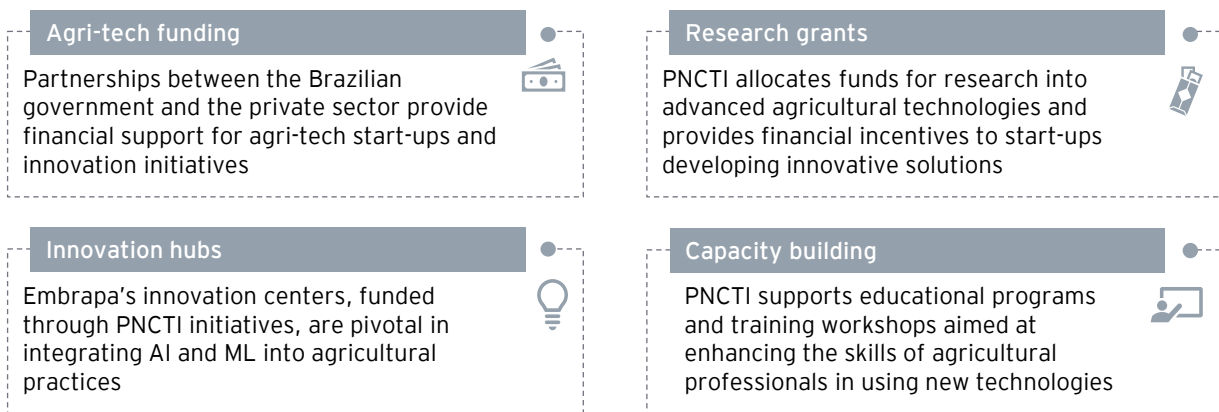 Agri-tech funding
Partnerships between the Brazilian
government and the private sector provide
financial support for agri-tech start-ups and
innovation initiatives
Research grants
PNCTI allocates funds for research into
advanced agricultural technologies and
provides financial incentives to start-ups
developing innovative solutions
Innovation hubs
Embrapa's innovation centers, funded
through PNCTI initiatives, are pivotal in
integrating AI and ML into agricultural
practices
Capacity building
PNCTI supports educational programs
and training workshops aimed at
enhancing the skills of agricultural
professionals in using new technologies